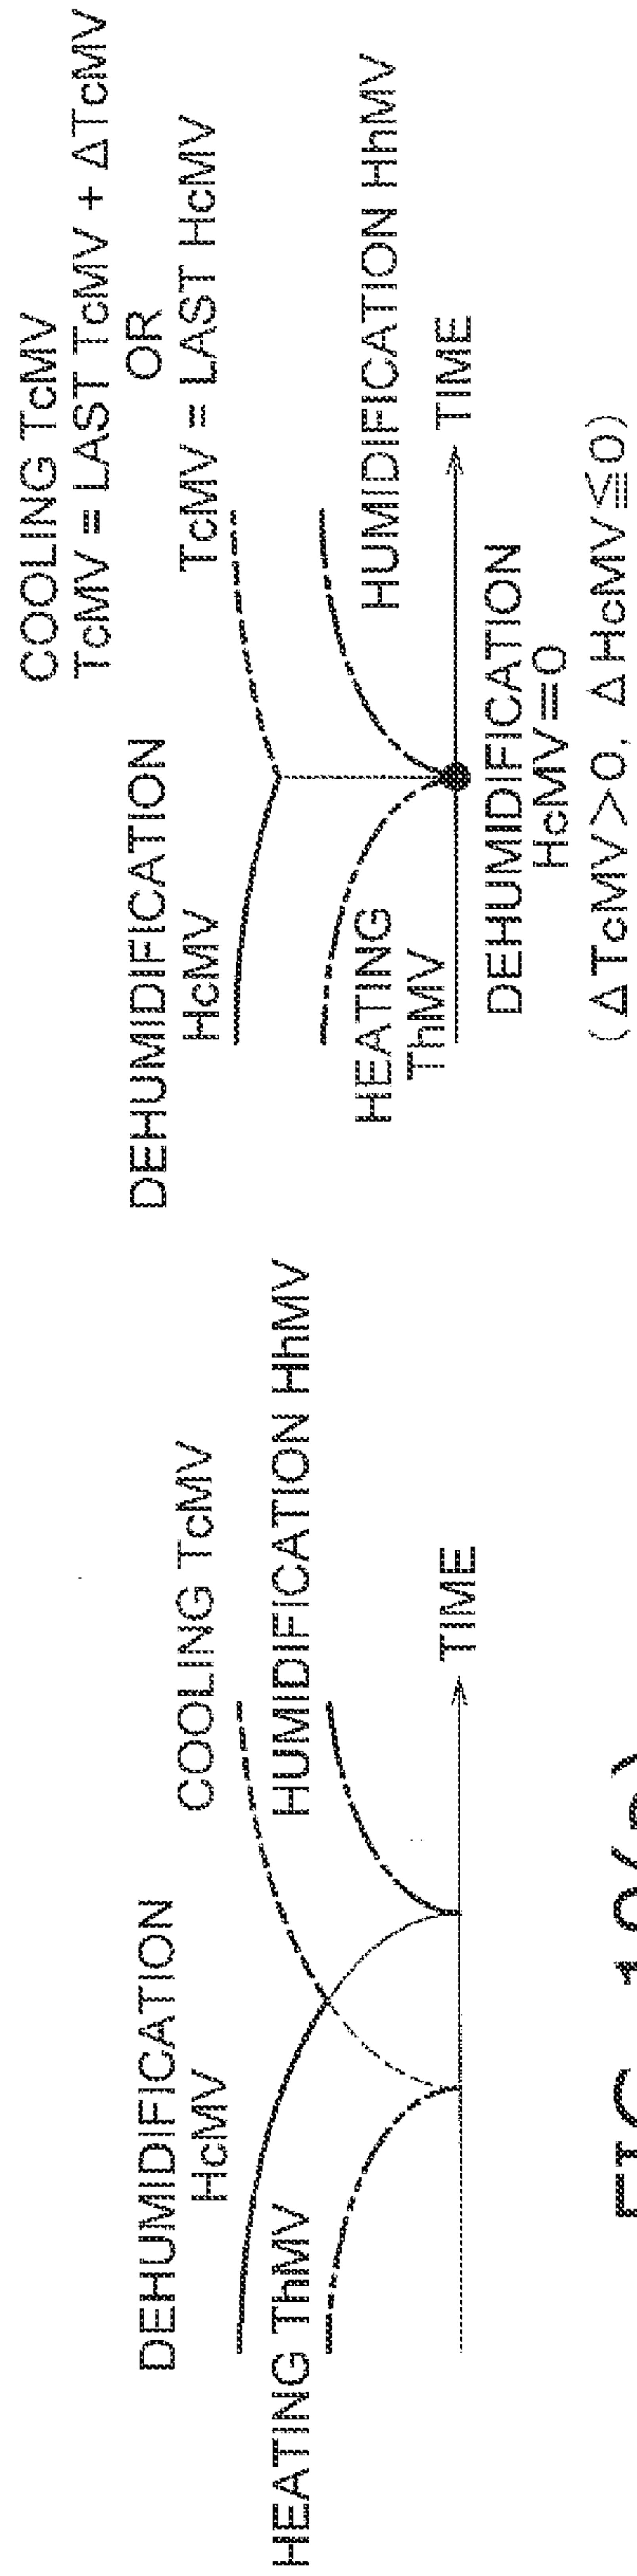 DEHUMIDIFICATION
HcMV
COOLING TcMV
HEATING ThMV
HUMIDIFICATION HhMV
TIME
COOLING TcMV
TcMV = LAST TcMV + ΔTcMV
OR
TcMV = LAST HcMV
DEHUMIDIFICATION
HcMV
HEATING
ThMV
HUMIDIFICATION HhMV
TIME
DEHUMIDIFICATION
HcMV=0
(ΔTcMV>0, ΔHcMV≦0)